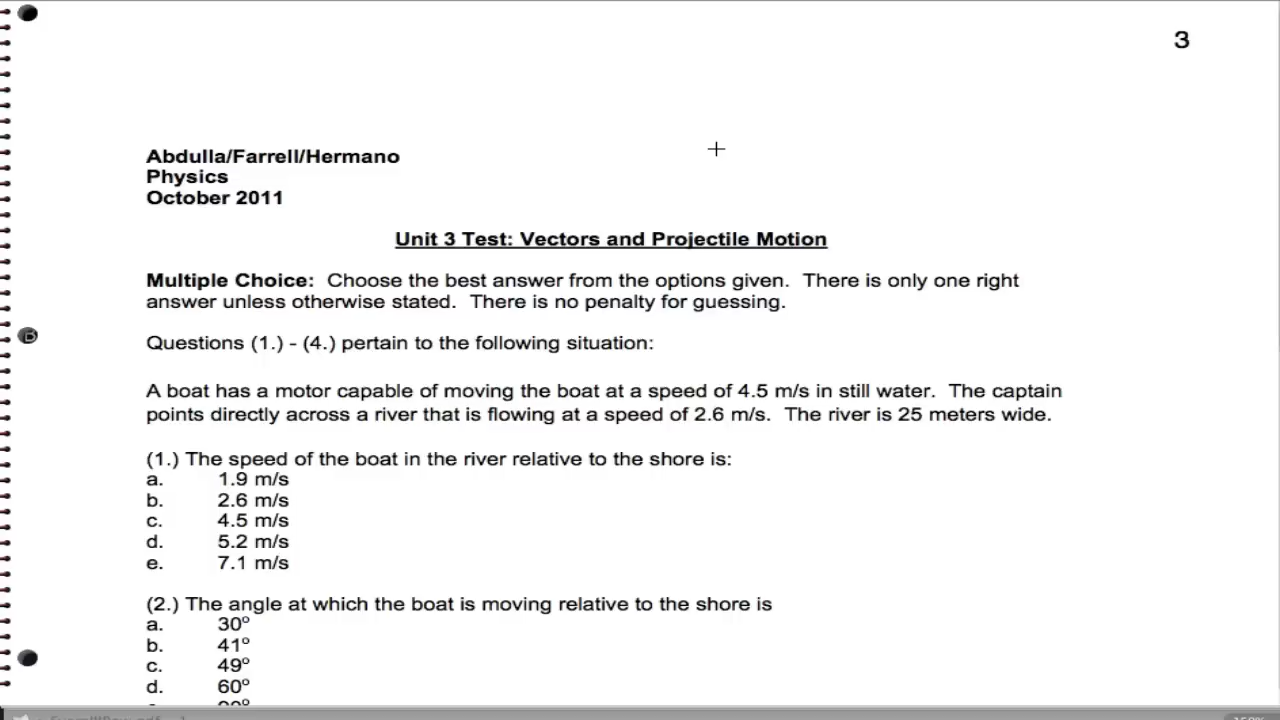 3
Abdulla/Farrell/Hermano
Physics
October 2011
Unit 3 Test: Vectors and Projectile Motion
Multiple Choice: Choose the best answer from the options given. There is only one right
answer unless otherwise stated. There is no penalty for guessing.
Questions (1.) - (4.) pertain to the following situation:
A boat has a motor capable of moving the boat at a speed of 4.5 m/s in still water. The captain
points directly across a river that is flowing at a speed of 2.6 m/s. The river is 25 meters wide.
(1.) The speed of the boat in the river relative to the shore is:
a. 1.9 m/s
b. 2.6 m/s
c. 4.5 m/s
d. 5.2 m/s
e. 7.1 m/s
(2.) The angle at which the boat is moving relative to the shore is
a. 30º
b. 41º
c. 49º
d. 60º